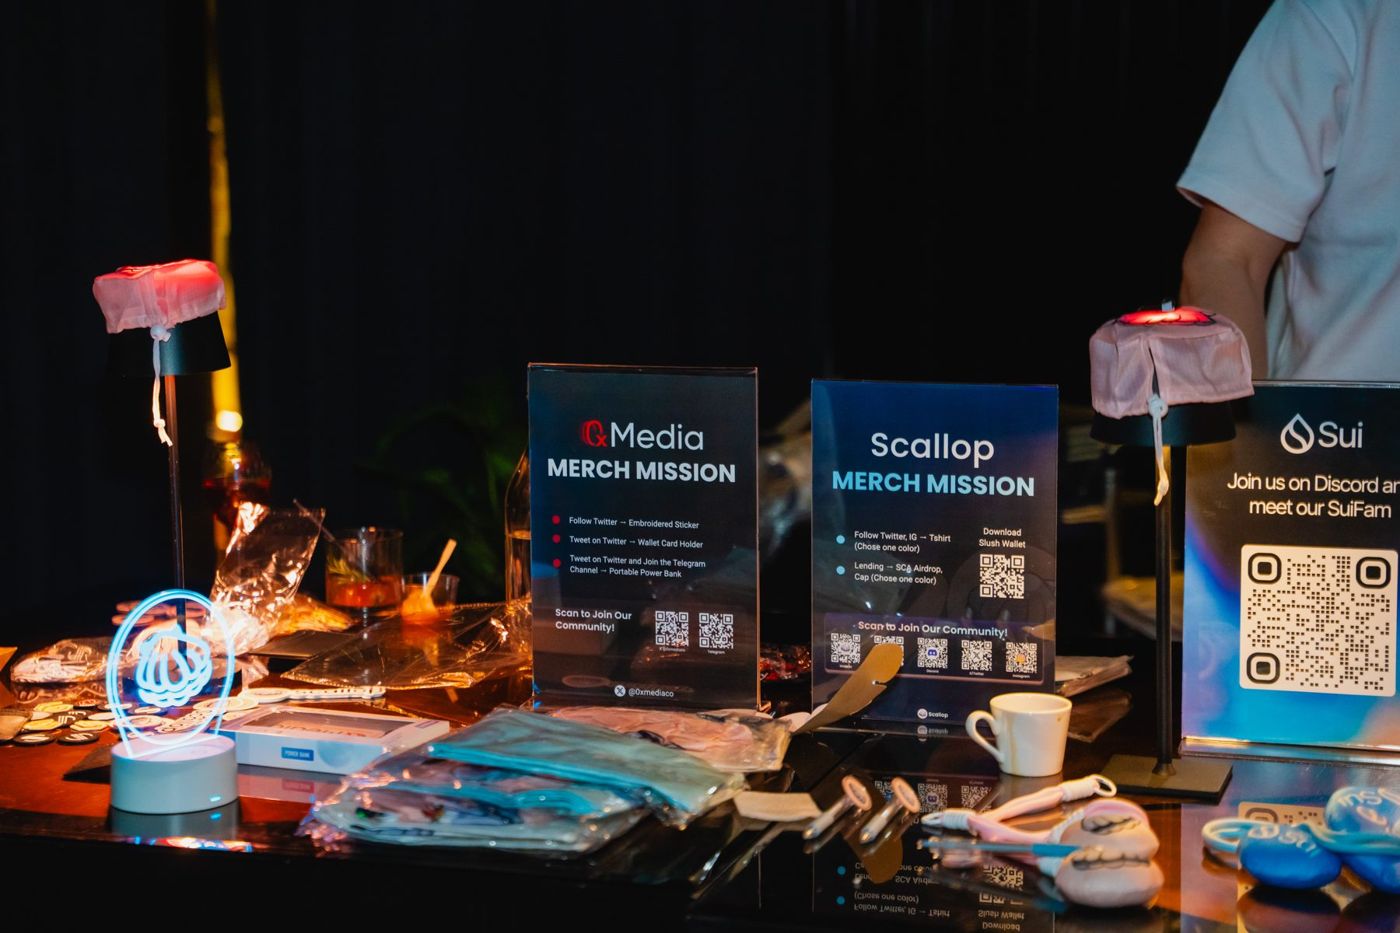 0xMedia
MERCH MISSION
Follow Twitter → Embroidered Sticker
Tweet on Twitter → Wallet Card Holder
Tweet on Twitter and Join the Telegram
Channel → Portable Power Bank
Scan to Join Our
Community!
Telegram
@0xmediaco
Scallop
MERCH MISSION
Follow Twitter, IG → Tshirt
(Chose one color)
Lending → SCA Airdrop,
Cap (Chose one color)
Download
Slush Wallet
Scan to Join Our Community!
Scallop
Sui
Join us on Discord an
meet our SuiFam
POWER BANK